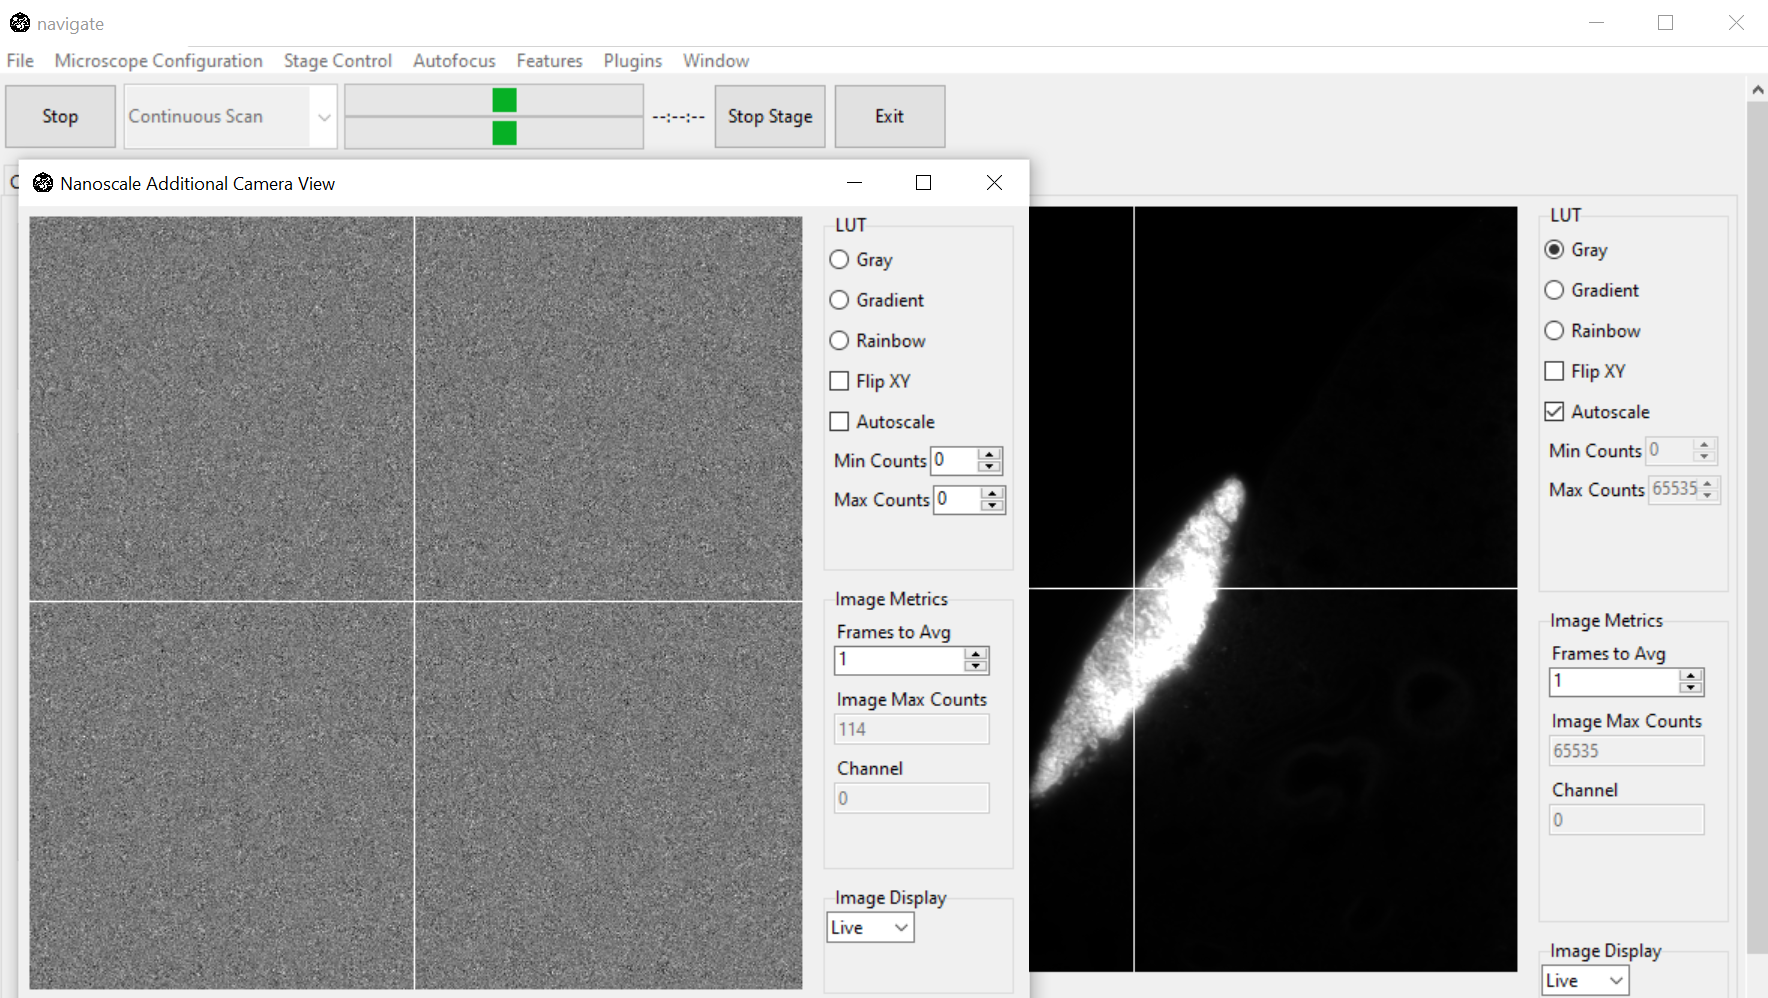 navigate
File Microscope Configuration Stage Control Autofocus Features Plugins Window
Stop
Continuous Scan
--:--:--
Stop Stage
Exit
Nanoscale Additional Camera View
LUT
Gray
Gradient
Rainbow
Flip XY
Autoscale
Min Counts 0
Max Counts 0
Image Metrics
Frames to Avg
1
Image Max Counts
114
Channel
0
Image Display
Live
LUT
Gray
Gradient
Rainbow
Flip XY
Autoscale
Min Counts 0
Max Counts 65535
Image Metrics
Frames to Avg
1
Image Max Counts
65535
Channel
0
Image Display
Live